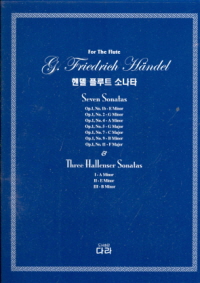 For The Flute
G. Friedrich Händel
헨델 플루트 소나타
Seven Sonatas
Op.1, No. 1b - E Minor
Op.1, No. 2 - G Minor
Op.1, No. 4 - A Minor
Op.1, No. 5 - G Major
Op.1, No. 7 - C Major
Op.1, No. 9 - B Minor
Op.1, No. 11 - F Major
&
Three Hallenser Sonatas
I - A Minor
II - E Minor
III - B Minor
다라